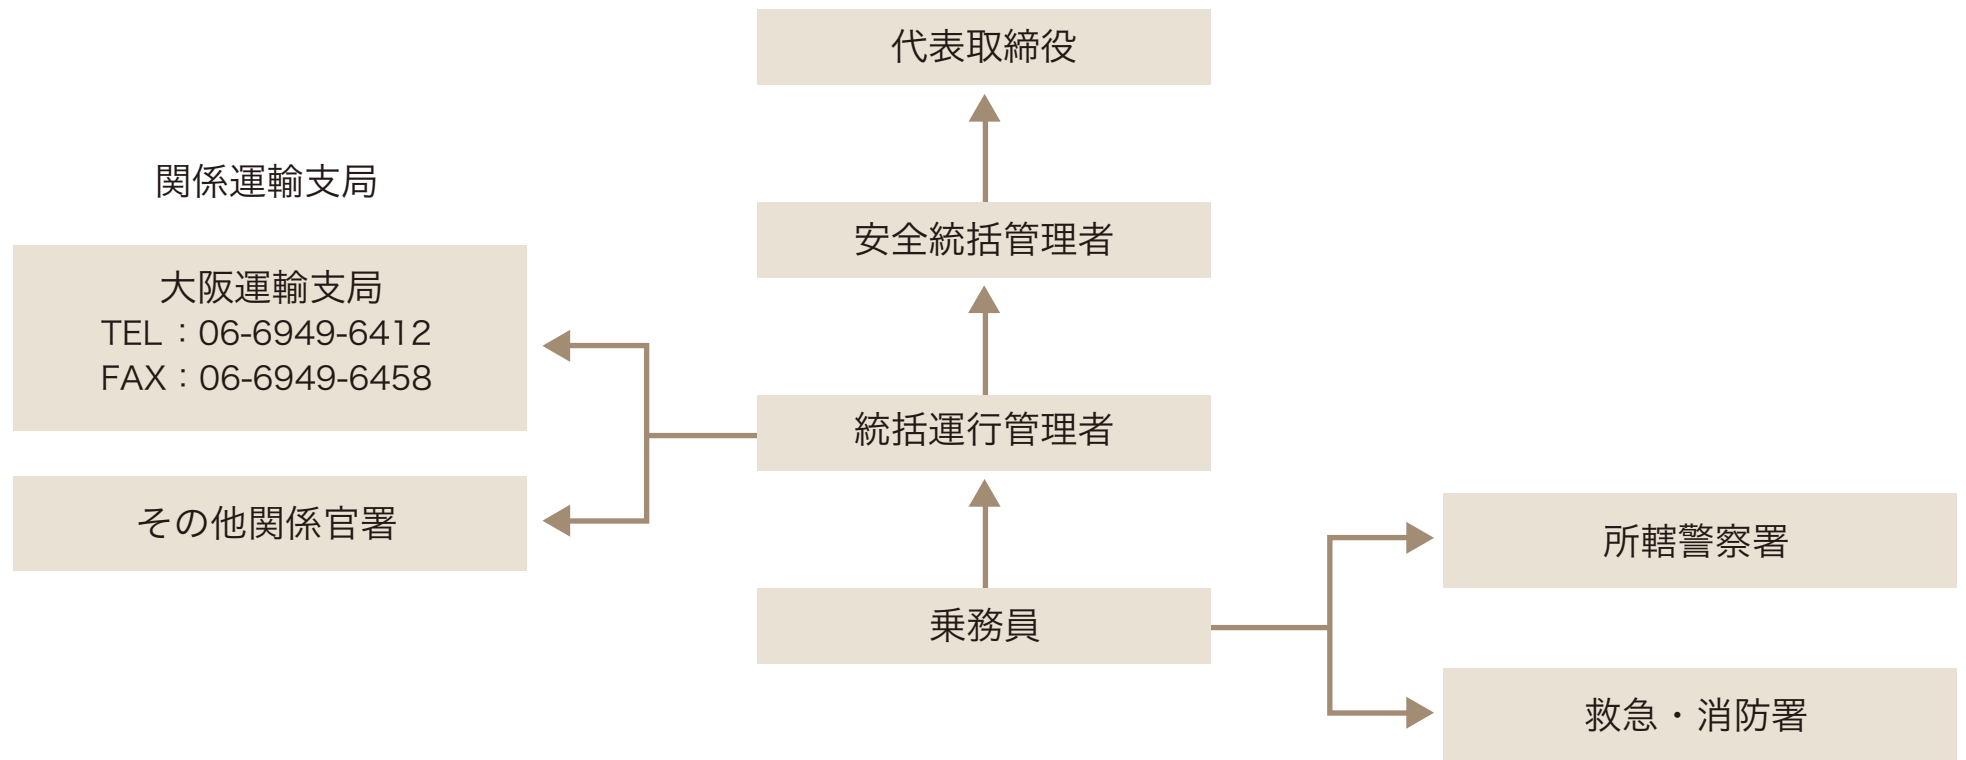 代表取締役
関係運輸支局
安全統括管理者
大阪運輸支局
TEL：06-6949-6412
FAX：06-6949-6458
統括運行管理者
その他関係官署
所轄警察署
乗務員
救急・消防署